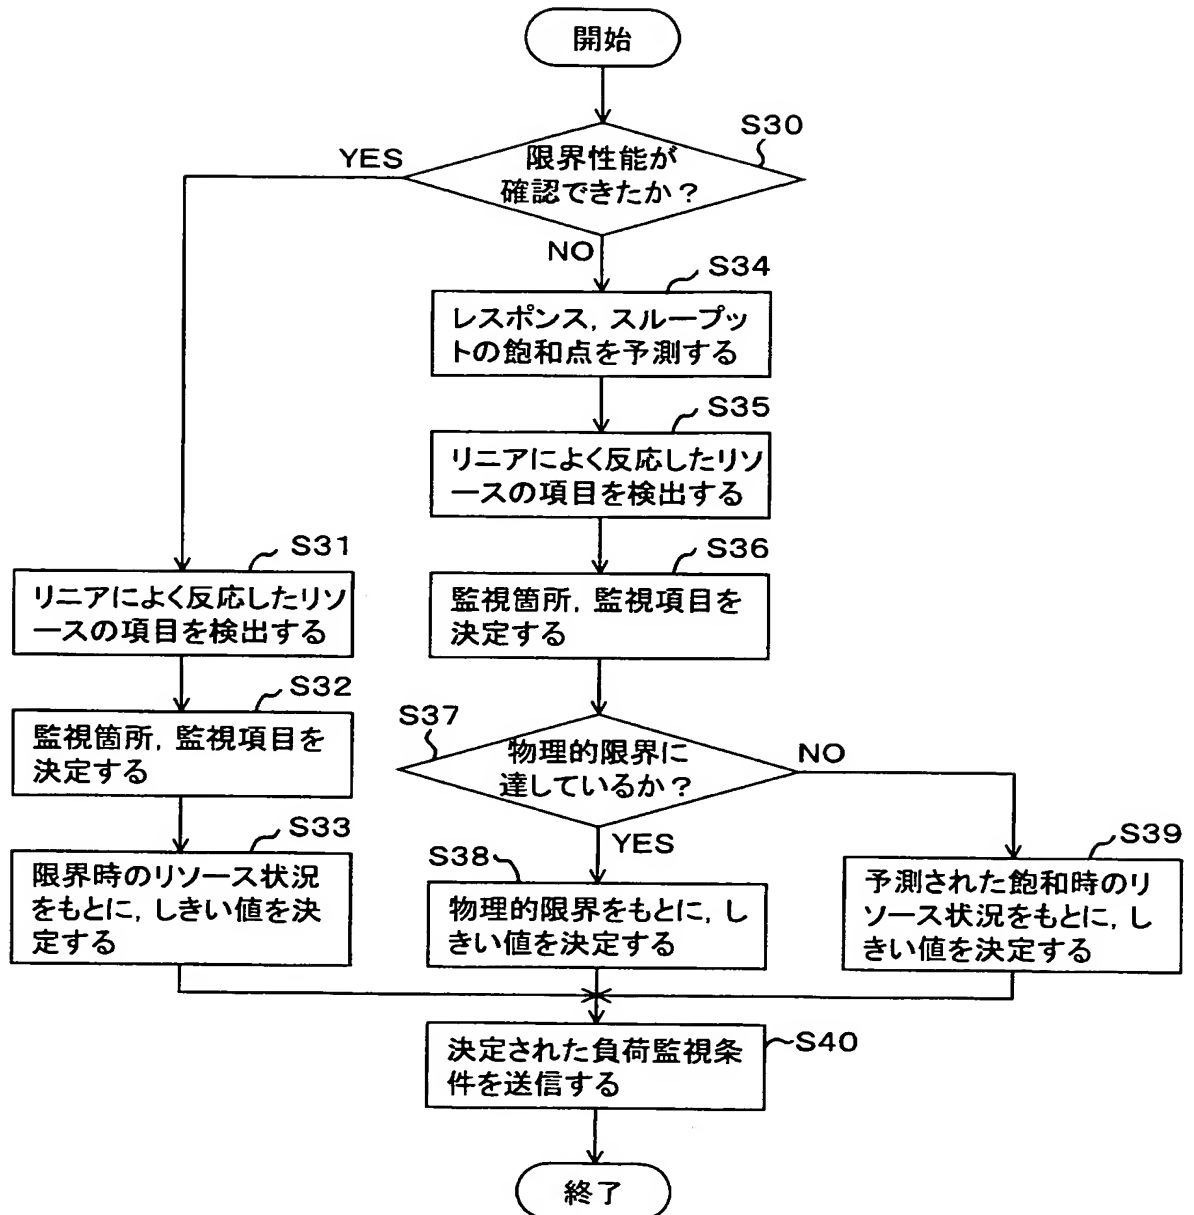 開始
S30
限界性能が
確認できたか?
YES
NO
S34
レスポンス,スループッ
トの飽和点を予測する
S35
リニアによく反応したリソ
ースの項目を検出する
S36
監視箇所,監視項目を
決定する
S31
リニアによく反応したリソ
ースの項目を検出する
S32
監視箇所,監視項目を
決定する
S33
限界時のリソース状況
をもとに,しきい値を決
定する
S37
物理的限界に
達しているか?
NO
YES
S38
物理的限界をもとに,し
きい値を決定する
S39
予測された飽和時のリ
ソース状況をもとに,し
きい値を決定する
S40
決定された負荷監視条
件を送信する
終了